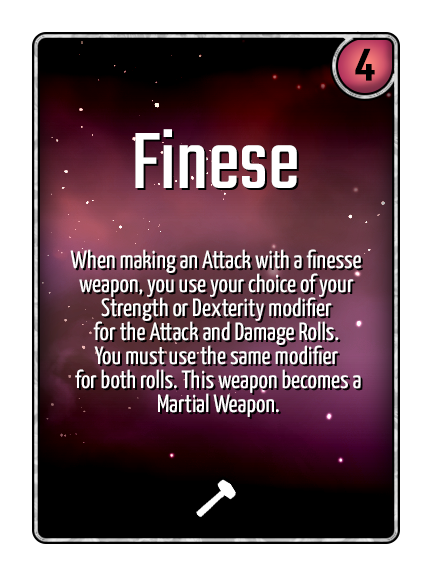 4
Finese
When making an Attack with a finesse
weapon, you use your choice of your
Strength or Dexterity modifier
for the Attack and Damage Rolls.
You must use the same modifier
for both rolls. This weapon becomes a
Martial Weapon.